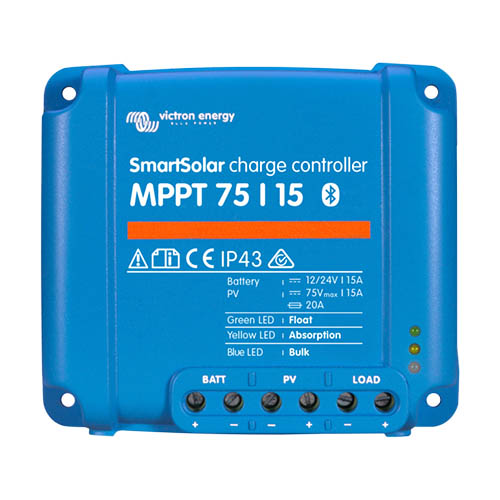 victron energy
BLUE POWER
SmartSolar charge controller
MPPT 75 | 15
CE IP43
Battery : 12/24V | 15A
PV : 75Vmax | 15A
20A
Green LED : Float
Yellow LED : Absorption
Blue LED : Bulk
BATT PV LOAD
+ − − + − +